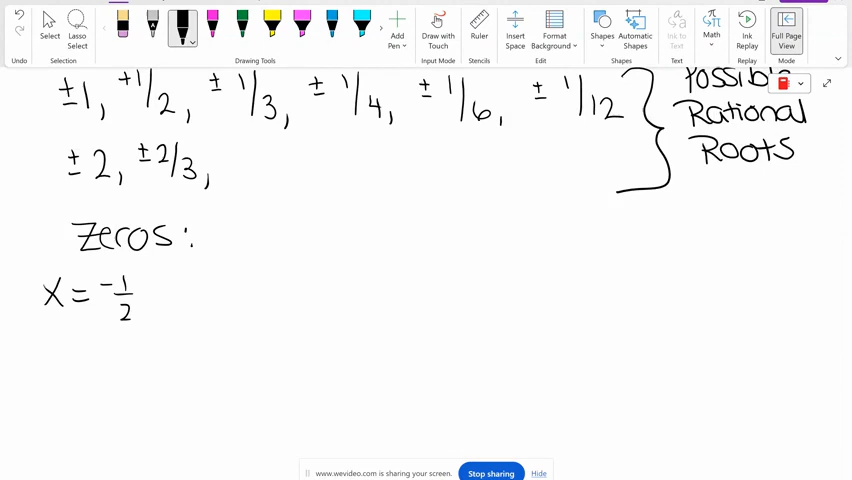 Select
Lasso
Select
Add
Pen
Draw with
Touch
Ruler
Insert
Space
Format
Background
Shapes
Automatic
Shapes
Ink to
Text
Math
Ink
Replay
Full Page
View
Undo
Selection
Drawing Tools
Input Mode
Stencils
Edit
Shapes
Text
Math
Replay
Mode
±1, ±1/2, ±1/3, ±1/4, ±1/6, ±1/12
Possible
Rational
Roots
±2, ±2/3,
Zeros:
X = -1/2
www.wevideo.com is sharing your screen.
Stop sharing
Hide